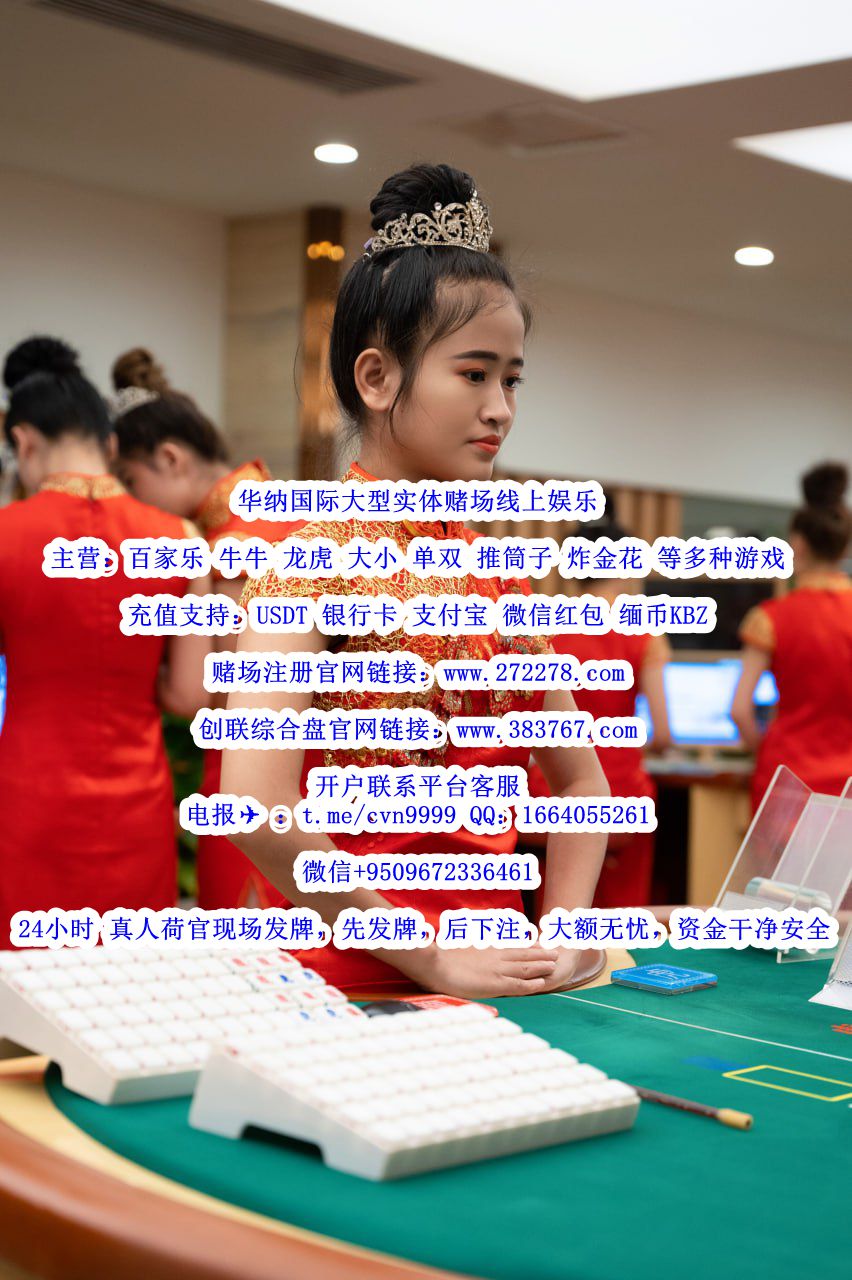 华纳国际大型实体赌场线上娱乐
主营：百家乐 牛牛 龙虎 大小 单双 推筒子 炸金花 等多种游戏
充值支持：USDT 银行卡 支付宝 微信红包 缅币KBZ
赌场注册官网链接：www.272278.com
创联综合盘官网链接：www.383767.com
开户联系平台客服
电报✈：t.me/cvn9999 QQ：1664055261
微信+9509672336461
24小时 真人荷官现场发牌，先发牌，后下注，大额无忧，资金干净安全